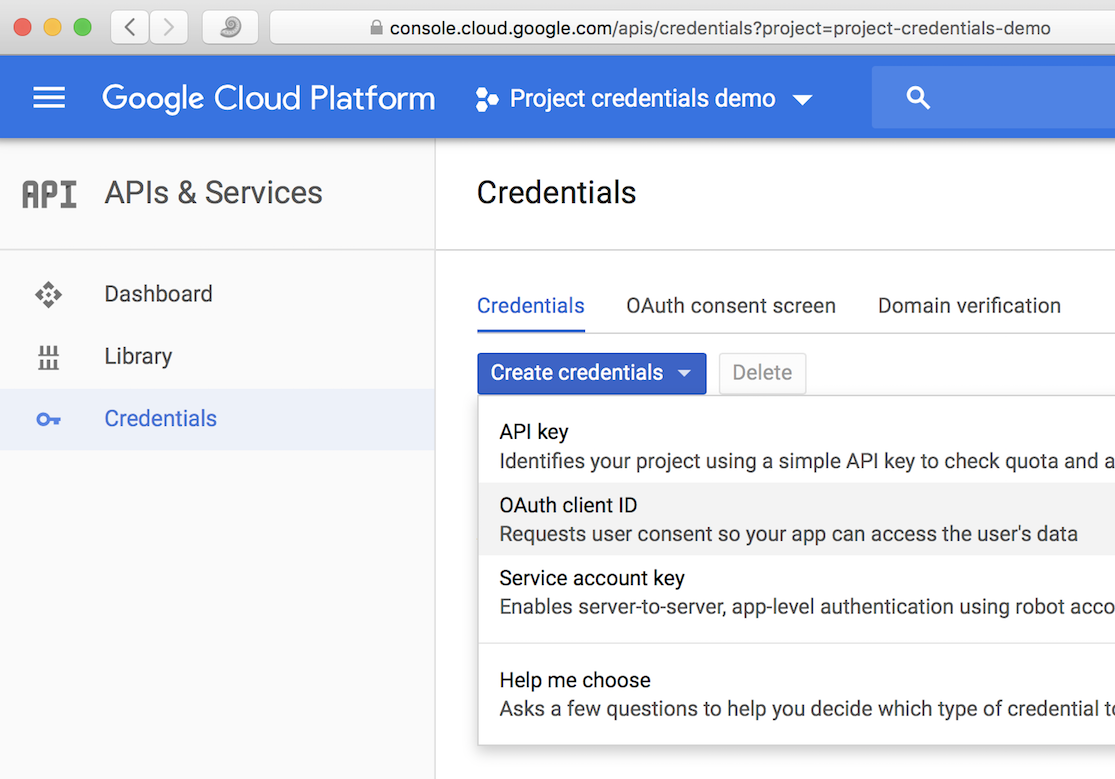 console.cloud.google.com/apis/credentials?project=project-credentials-demo
Google Cloud Platform
Project credentials demo
API
APIs & Services
Credentials
Dashboard
Library
Credentials
Credentials
OAuth consent screen
Domain verification
Create credentials
Delete
API key
Identifies your project using a simple API key to check quota and a
OAuth client ID
Requests user consent so your app can access the user's data
Service account key
Enables server-to-server, app-level authentication using robot acco
Help me choose
Asks a few questions to help you decide which type of credential to